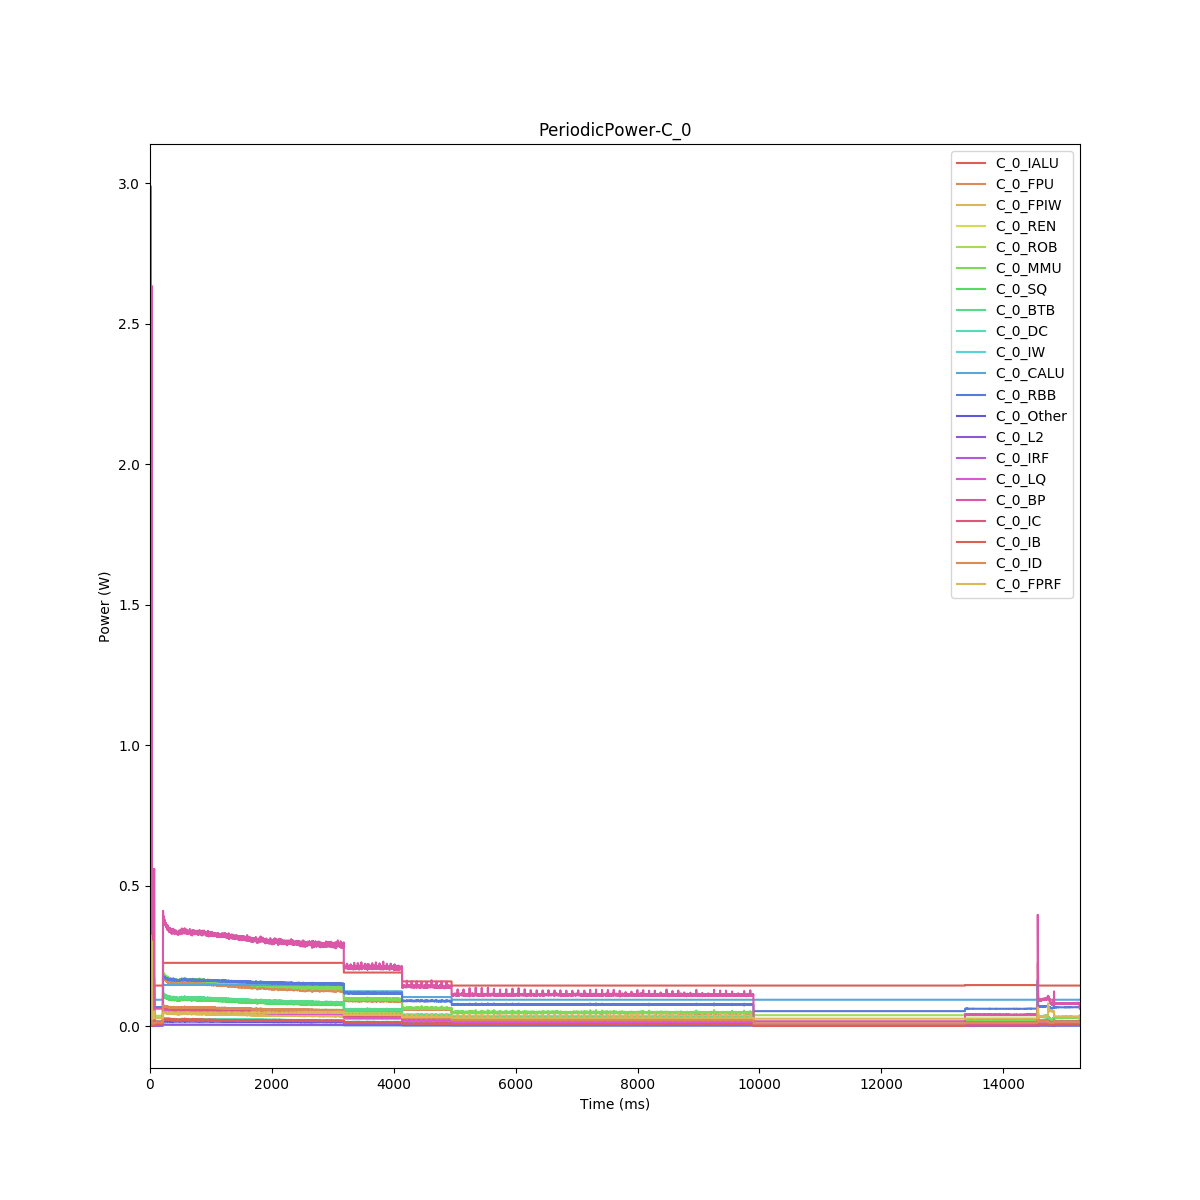 PeriodicPower-C_0
3.0
2.5
2.0
1.5
1.0
0.5
0.0
Power (W)
0 2000 4000 6000 8000 10000 12000 14000
Time (ms)
C_0_IALU
C_0_FPU
C_0_FPIW
C_0_REN
C_0_ROB
C_0_MMU
C_0_SQ
C_0_BTB
C_0_DC
C_0_IW
C_0_CALU
C_0_RBB
C_0_Other
C_0_L2
C_0_IRF
C_0_LQ
C_0_BP
C_0_IC
C_0_IB
C_0_ID
C_0_FPRF